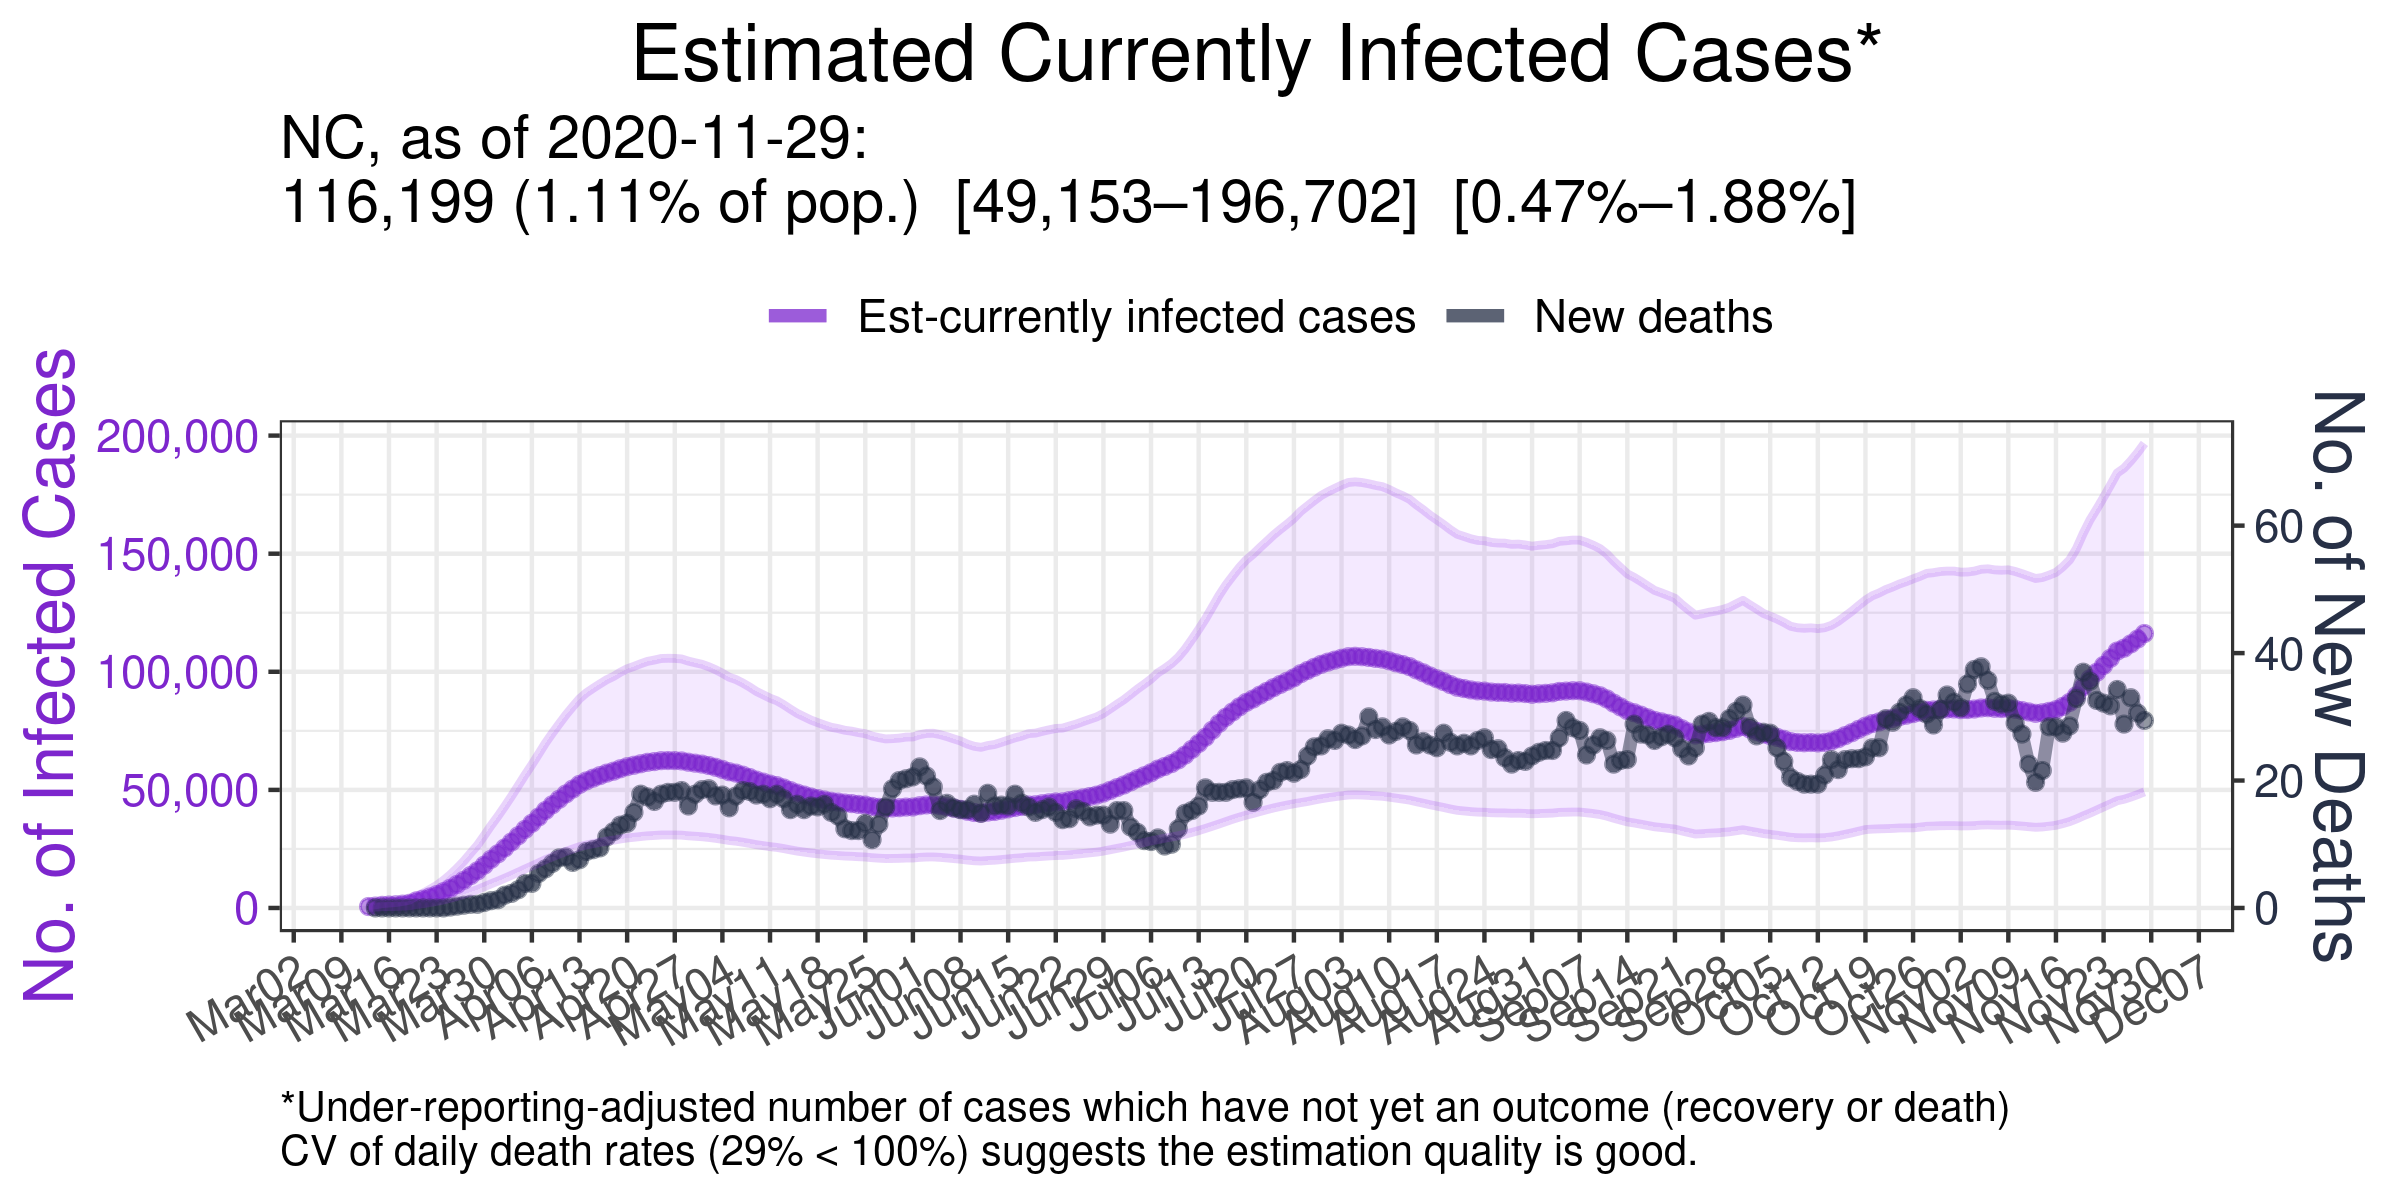 Estimated Currently Infected Cases*
NC, as of 2020-11-29:
116,199 (1.11% of pop.) [49,153–196,702] [0.47%–1.88%]
Est-currently infected cases
New deaths
No. of Infected Cases
200,000
150,000
100,000
50,000
0
60
40
20
0
No. of New Deaths
Mar02
Mar09
Mar16
Mar23
Mar30
Apr06
Apr13
Apr20
Apr27
May04
May11
May18
May25
Jun01
Jun08
Jun15
Jun22
Jun29
Jul06
Jul13
Jul20
Jul27
Aug03
Aug10
Aug17
Aug24
Aug31
Sep07
Sep14
Sep21
Sep28
Oct05
Oct12
Oct19
Oct26
Nov02
Nov09
Nov16
Nov23
Nov30
Dec07
*Under-reporting-adjusted number of cases which have not yet an outcome (recovery or death)
CV of daily death rates (29% < 100%) suggests the estimation quality is good.